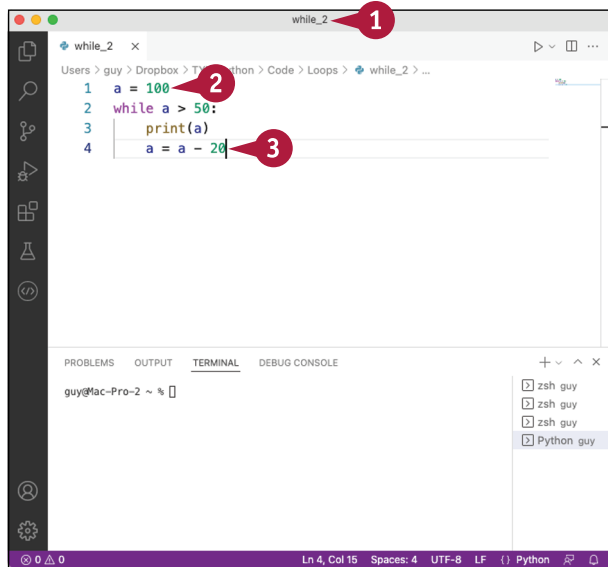 while_2
1
while_2 ×
Users > guy > Dropbox > > Code > Loops > while_2 > ...
1 a = 100
2
2 while a > 50:
3     print(a)
4     a = a - 20
3
PROBLEMS OUTPUT TERMINAL DEBUG CONSOLE
guy@Mac-Pro-2 ~ %
zsh guy
zsh guy
zsh guy
Python guy
0 0 Ln 4, Col 15 Spaces: 4 UTF-8 LF {} Python